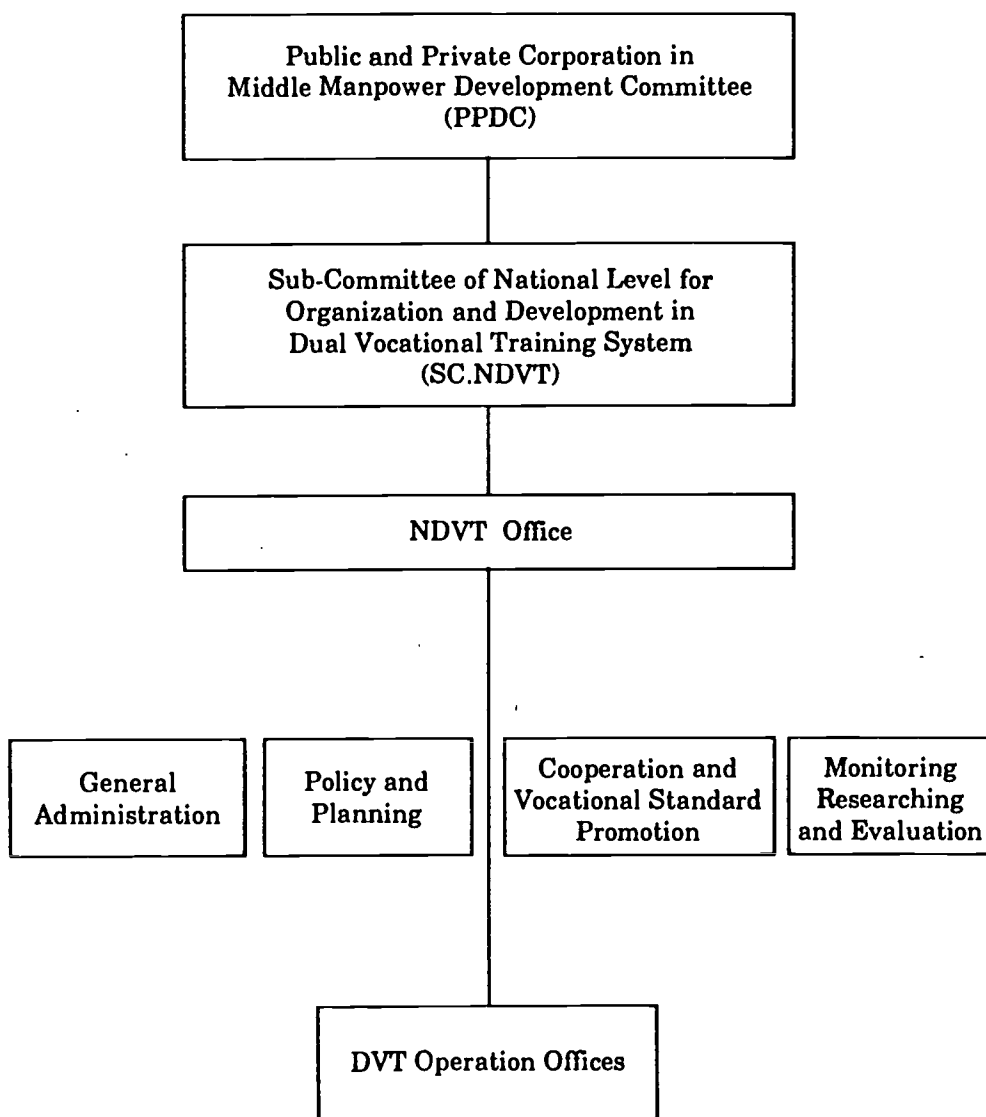 Public and Private Corporation in
Middle Manpower Development Committee
(PPDC)
Sub-Committee of National Level for
Organization and Development in
Dual Vocational Training System
(SC.NDVT)
NDVT Office
General
Administration
Policy and
Planning
Cooperation and
Vocational Standard
Promotion
Monitoring
Researching
and Evaluation
DVT Operation Offices